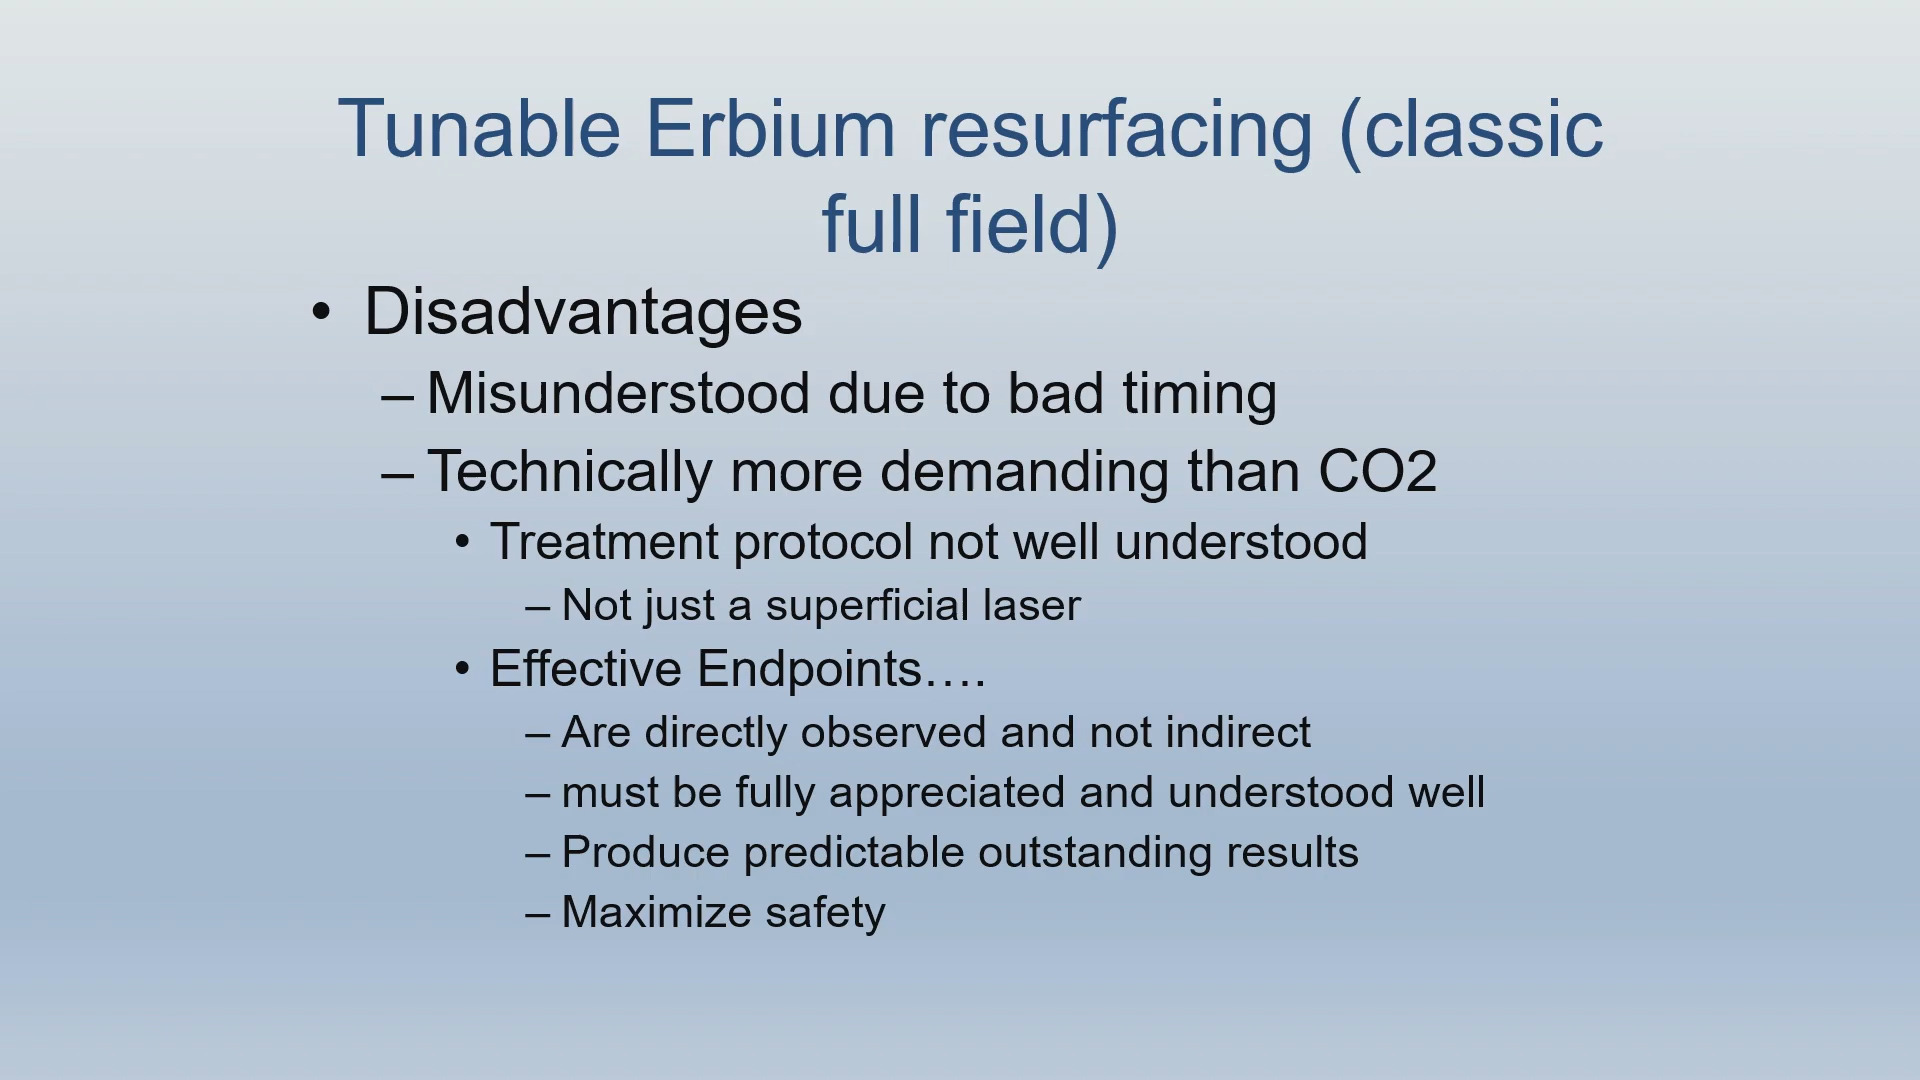 Tunable Erbium resurfacing (classic
full field)
• Disadvantages
– Misunderstood due to bad timing
– Technically more demanding than CO2
• Treatment protocol not well understood
– Not just a superficial laser
• Effective Endpoints….
– Are directly observed and not indirect
– must be fully appreciated and understood well
– Produce predictable outstanding results
– Maximize safety